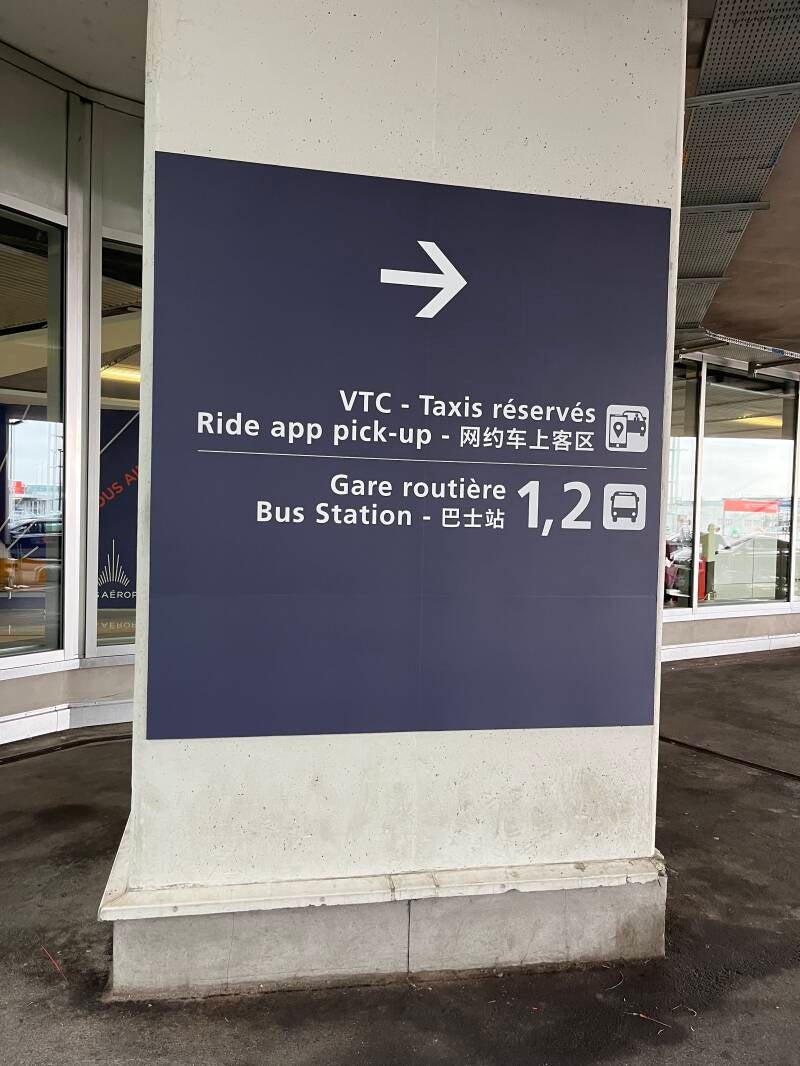 VTC - Taxis réservés
Ride app pick-up - 网约车上客区
Gare routière 1,2
Bus Station - 巴士站